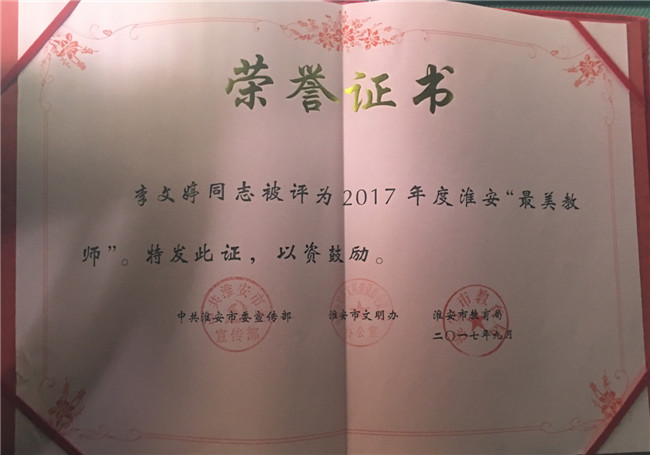 荣誉证书
李文婷同志被评为2017年度淮安“最美教
师”。特发此证，以资鼓励。
中共淮安市委宣传部 淮安市文明办 淮安市教育局
二〇一七年九月